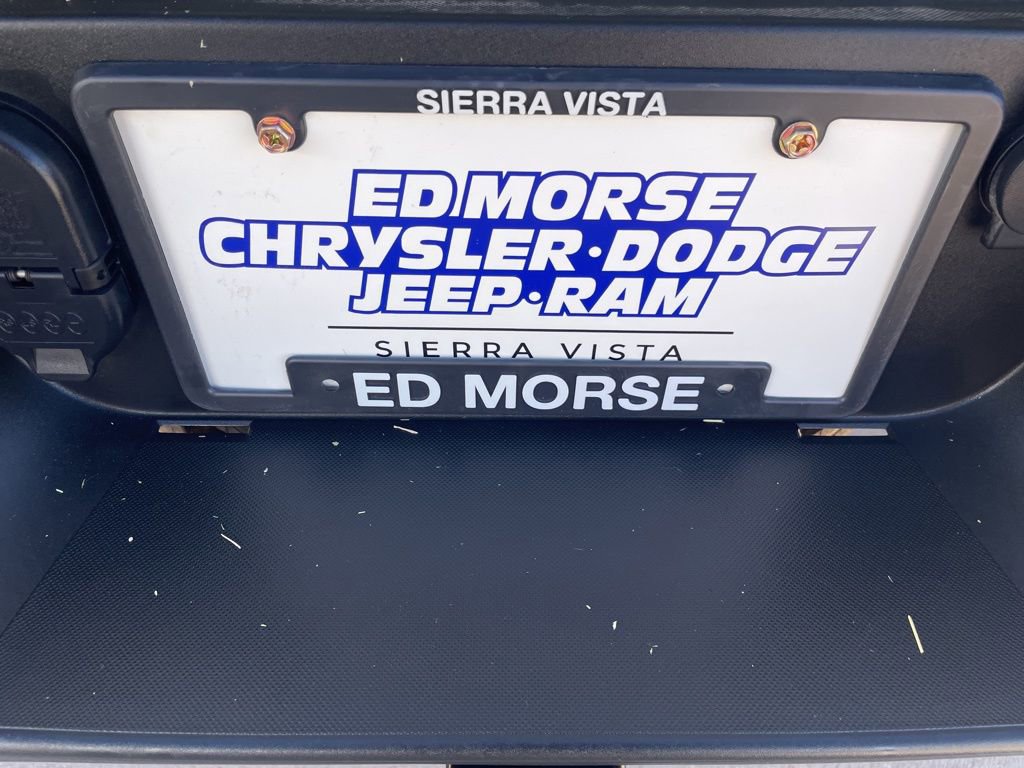 SIERRA VISTA
ED MORSE
CHRYSLER·DODGE
JEEP·RAM
SIERRA VISTA
ED MORSE